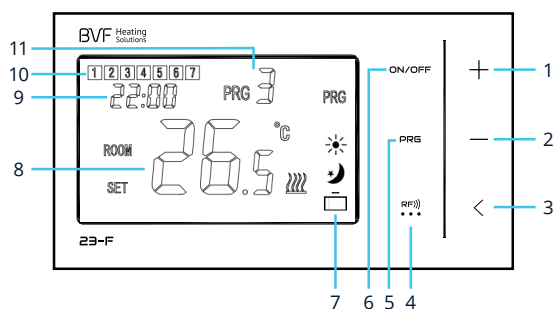 BVF Heating
Solutions
11
10
1 2 3 4 5 6 7
9
22:00
PRG 3
PRG
ON/OFF
+
1
ROOM
8
26.5 °C
SET
PRG
—
2
RF)))
<
3
23-F
7
6
5
4